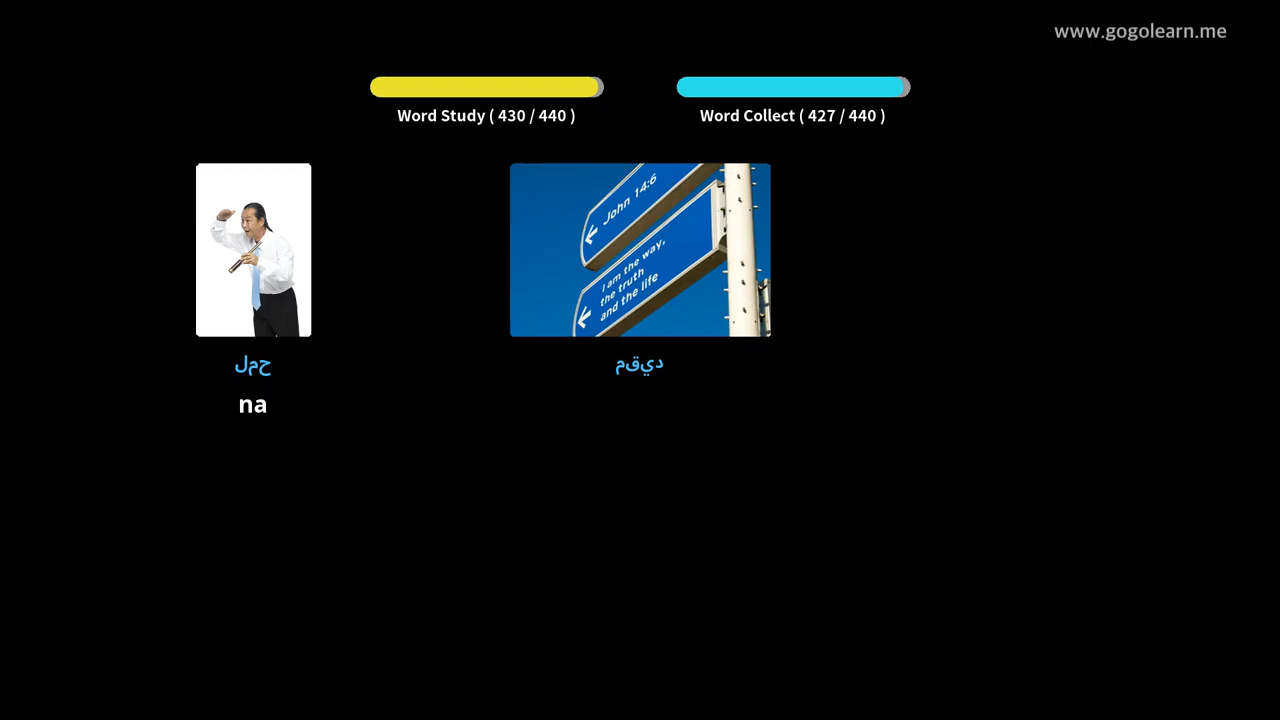 www.gogolearn.me
Word Study ( 430 / 440 )
Word Collect ( 427 / 440 )
John 14:6
I am the way,
the truth
and the life
حمل
ديقم
na